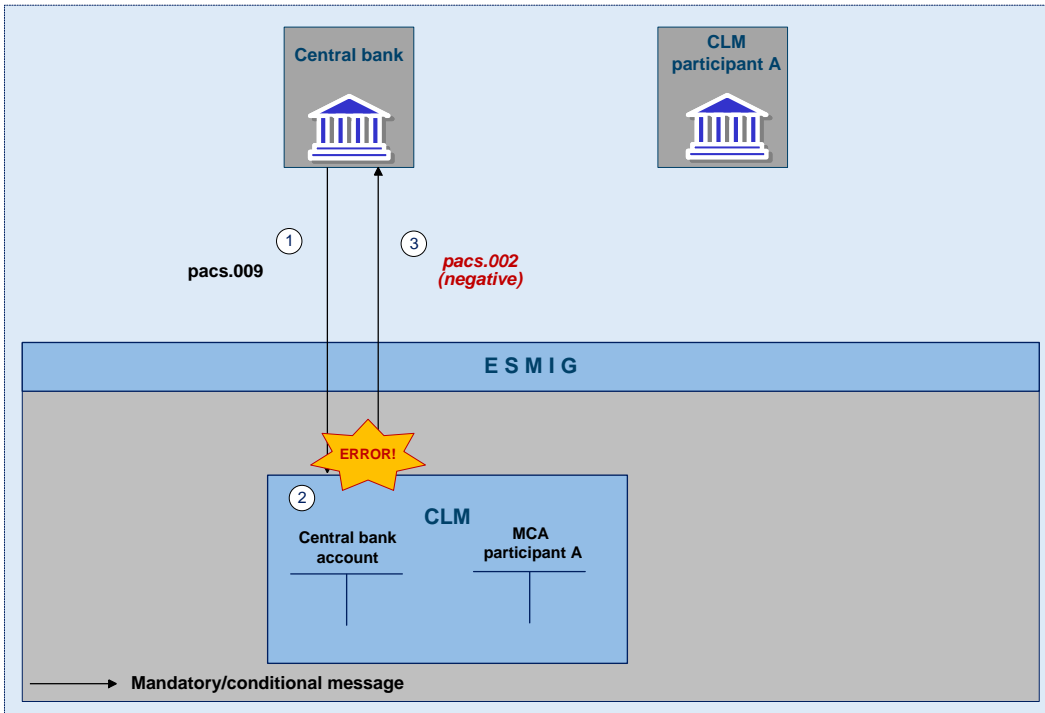 Central bank
CLM
participant A
1
3
pacs.009
pacs.002
(negative)
E S M I G
ERROR!
2
CLM
Central bank
account
MCA
participant A
Mandatory/conditional message